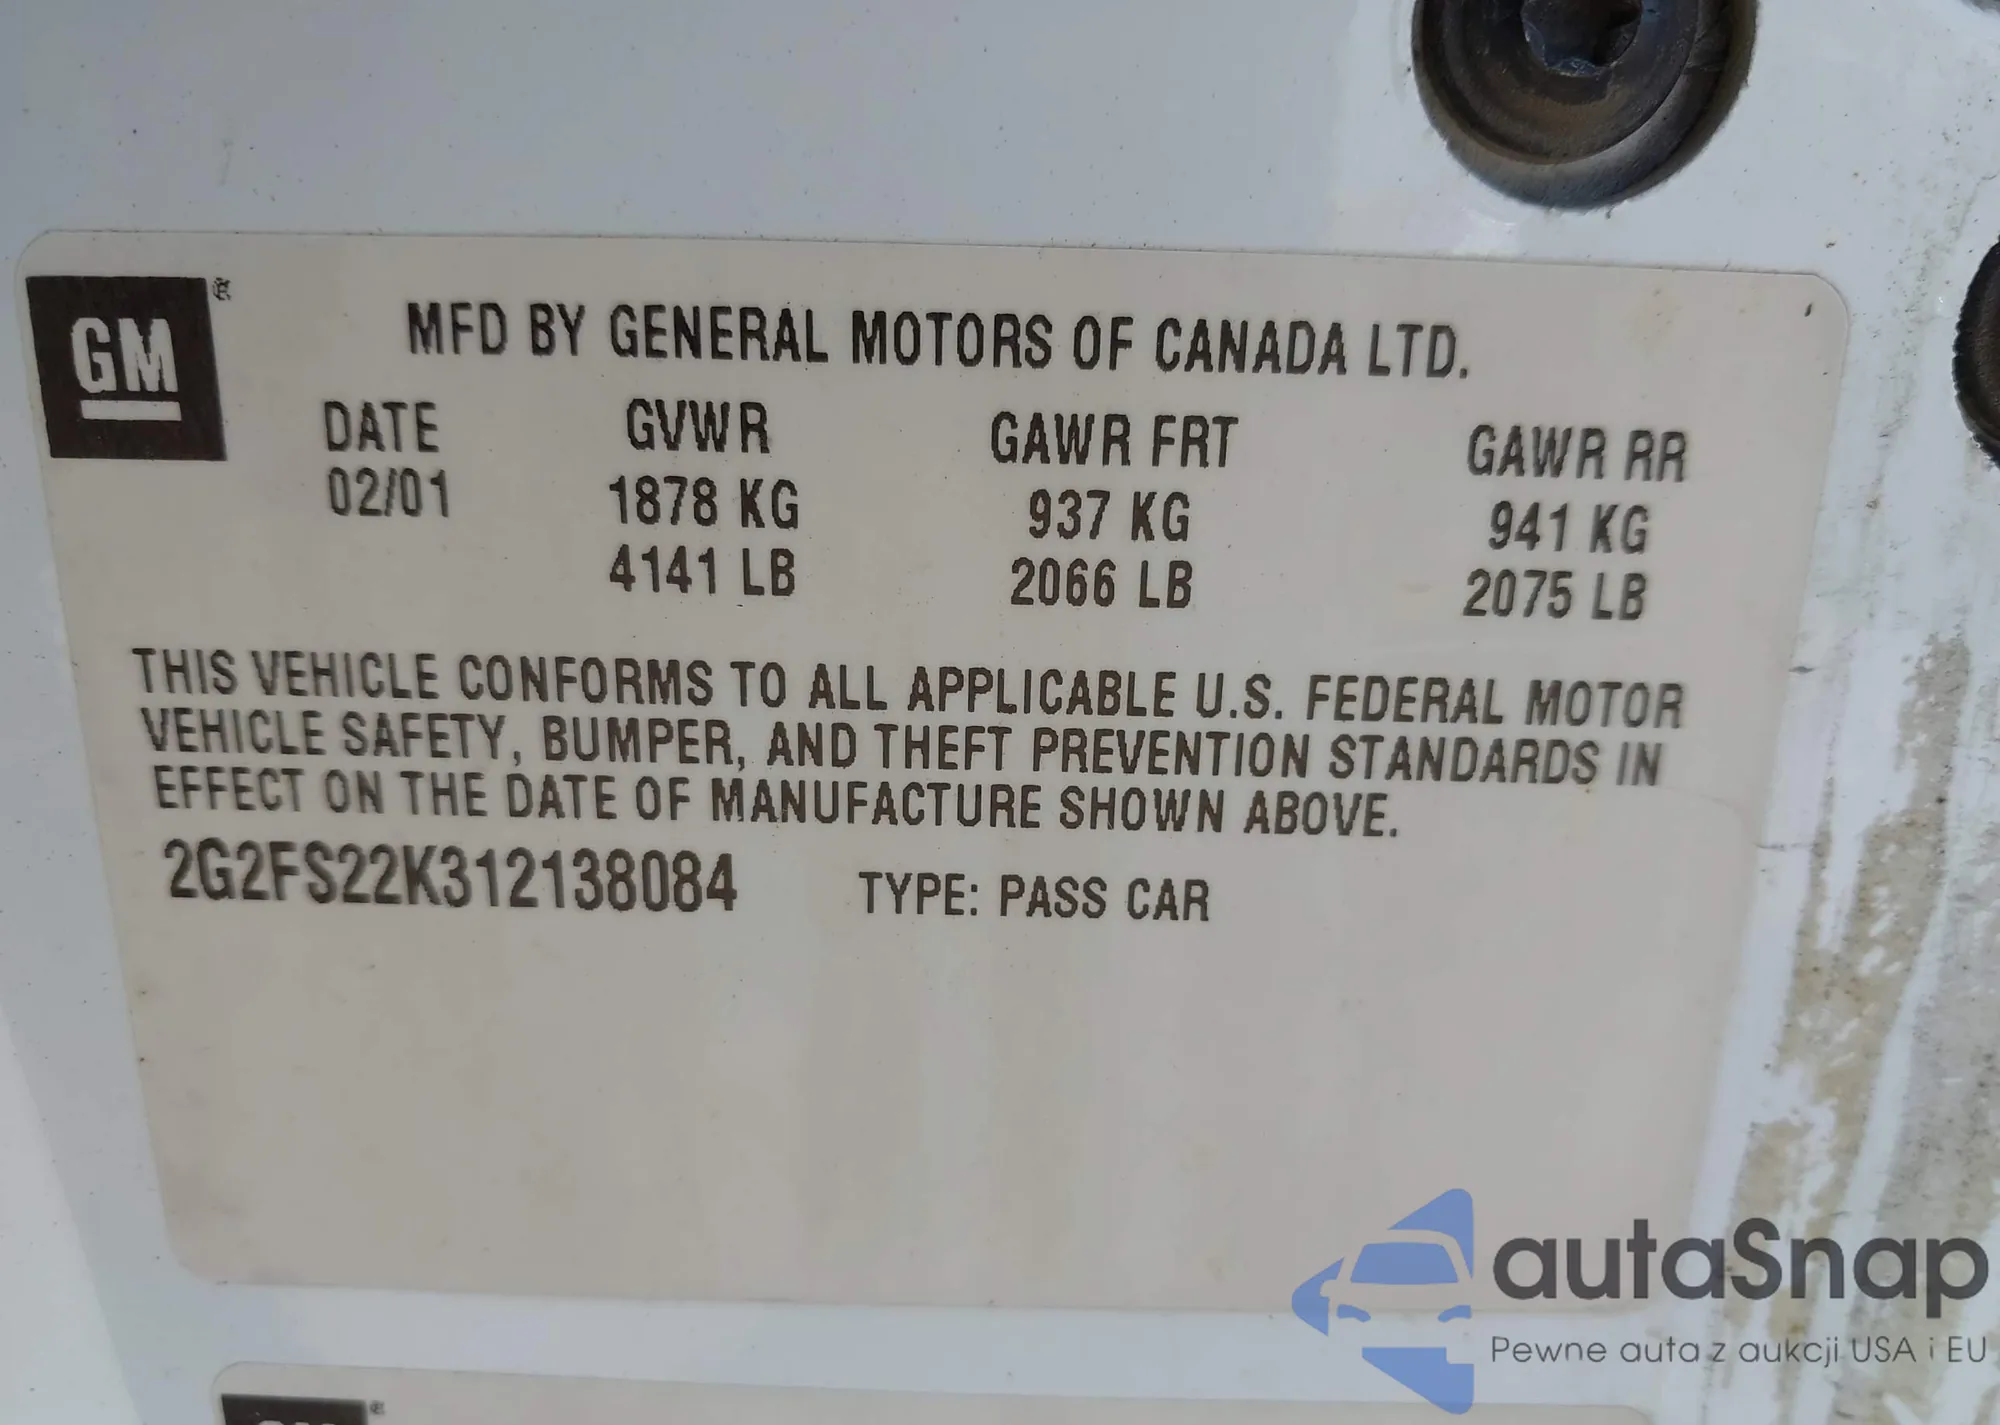 GM
MFD BY GENERAL MOTORS OF CANADA LTD.
DATE GVWR GAWR FRT GAWR RR
02/01 1878 KG 937 KG 941 KG
4141 LB 2066 LB 2075 LB
THIS VEHICLE CONFORMS TO ALL APPLICABLE U.S. FEDERAL MOTOR
VEHICLE SAFETY, BUMPER, AND THEFT PREVENTION STANDARDS IN
EFFECT ON THE DATE OF MANUFACTURE SHOWN ABOVE.
2G2FS22K312138084 TYPE: PASS CAR
autaSnap
Pewne auta z aukcji USA i EU